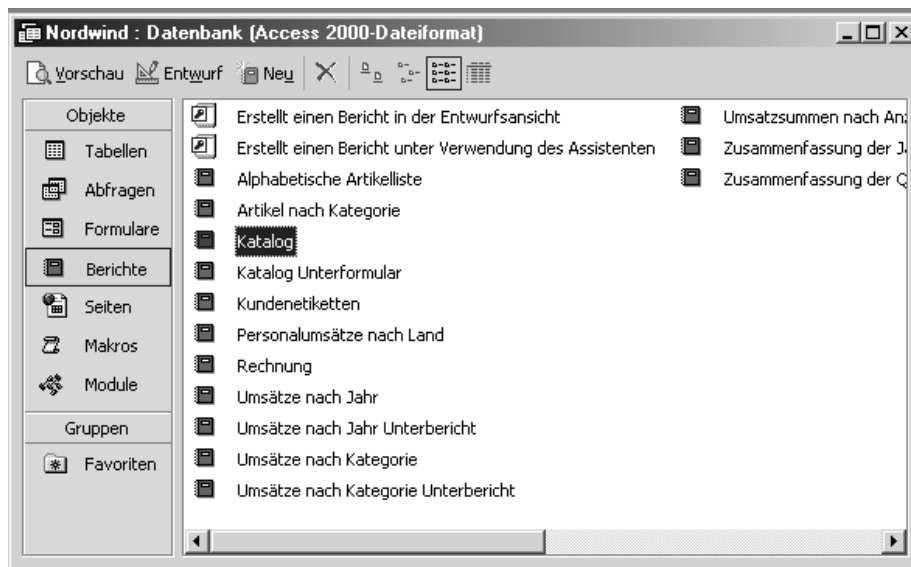 Nordwind : Datenbank (Access 2000-Dateiformat)
Vorschau Entwurf Neu
Objekte
Tabellen
Abfragen
Formulare
Berichte
Seiten
Makros
Module
Gruppen
Favoriten
Erstellt einen Bericht in der Entwurfsansicht
Erstellt einen Bericht unter Verwendung des Assistenten
Alphabetische Artikelliste
Artikel nach Kategorie
Katalog
Katalog Unterformular
Kundenetiketten
Personalumsätze nach Land
Rechnung
Umsätze nach Jahr
Umsätze nach Jahr Unterbericht
Umsätze nach Kategorie
Umsätze nach Kategorie Unterbericht
Umsatzsummen nach
Zusammenfassung der
Zusammenfassung der